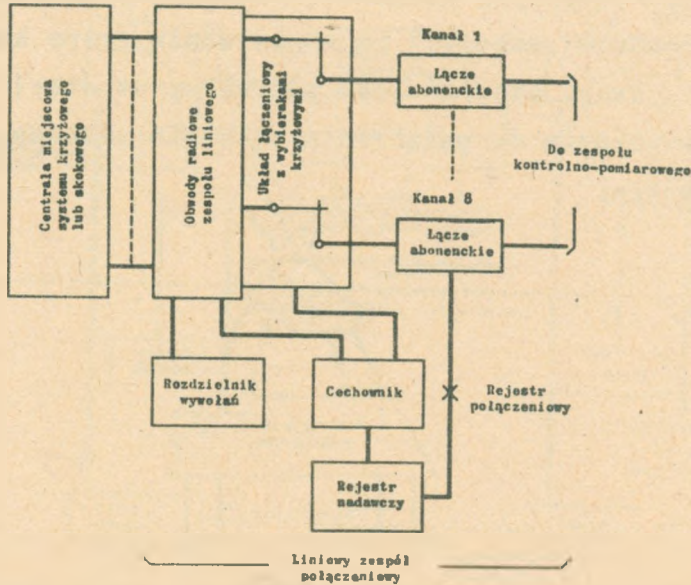 Centrala miejscowa
systemu krzyżowego
lub skokowego
Obwody radiowe
zespołu liniowego
Układ łączeniowy
z wybierakami
krzyżowymi
Kanał 1
Łącze
abonenckie
Kanał 8
Łącze
abonenckie
Do zespołu
kontrolno-pomiarowego
Rozdzielnik
wywołań
Cechownik
Rejestr
połączeniowy
Rejestr
nadawczy
Liniowy zespół
połączeniowy